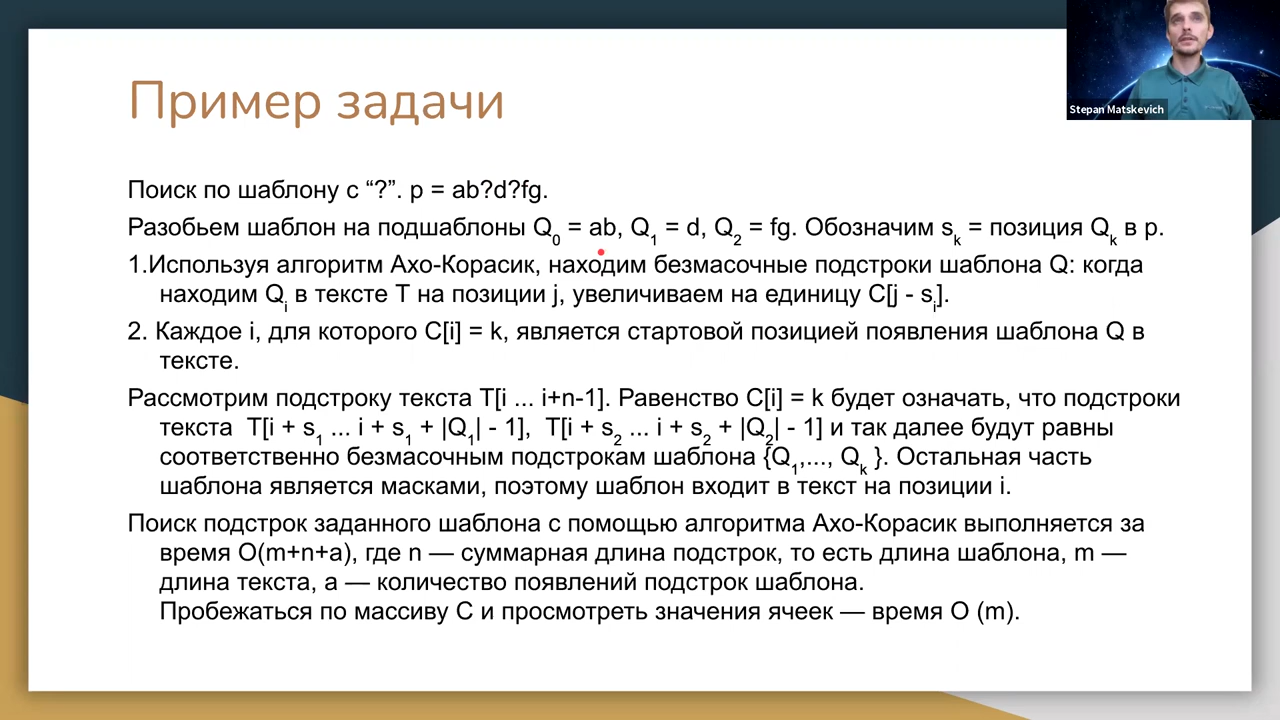 Stepan Matskevich
Пример задачи
Поиск по шаблону с “?”. p = ab?d?fg.
Разобьем шаблон на подшаблоны Q0 = ab, Q1 = d, Q2 = fg. Обозначим sk = позиция Qk в p.
1.Используя алгоритм Ахо-Корасик, находим безмасочные подстроки шаблона Q: когда
находим Qi в тексте T на позиции j, увеличиваем на единицу C[j - si].
2. Каждое i, для которого C[i] = k, является стартовой позицией появления шаблона Q в
тексте.
Рассмотрим подстроку текста T[i ... i+n-1]. Равенство C[i] = k будет означать, что подстроки
текста T[i + s1 ... i + s1 + |Q1| - 1], T[i + s2 ... i + s2 + |Q2| - 1] и так далее будут равны
соответственно безмасочным подстрокам шаблона {Q1,..., Qk }. Остальная часть
шаблона является масками, поэтому шаблон входит в текст на позиции i.
Поиск подстрок заданного шаблона с помощью алгоритма Ахо-Корасик выполняется за
время O(m+n+a), где n — суммарная длина подстрок, то есть длина шаблона, m —
длина текста, a — количество появлений подстрок шаблона.
Пробежаться по массиву C и просмотреть значения ячеек — время O (m).